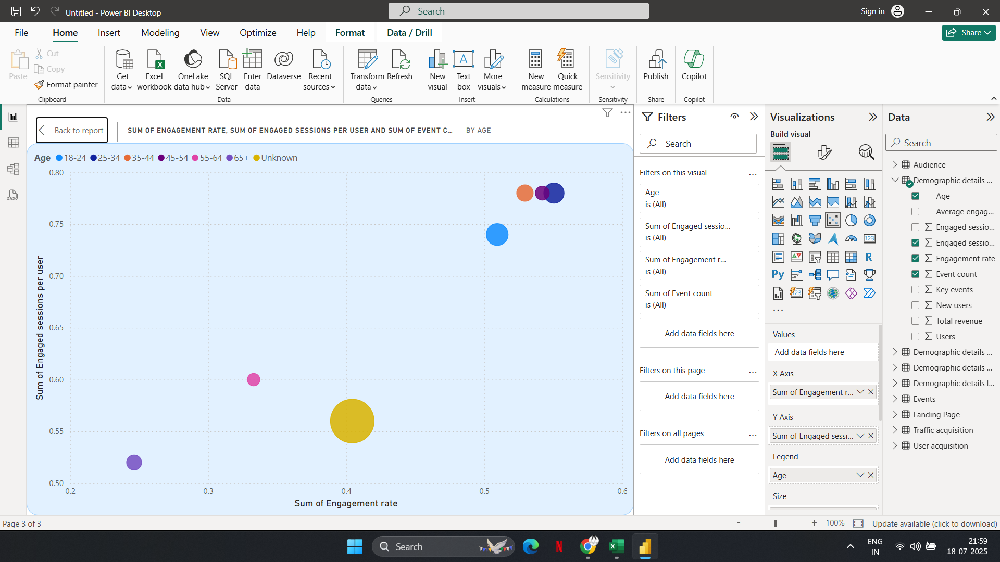 Untitled - Power BI Desktop
Search
Sign in
File
Home
Insert
Modeling
View
Optimize
Help
Format
Data / Drill
Share
Paste
Cut
Copy
Format painter
Clipboard
Get data
Excel workbook
OneLake data hub
SQL Server
Enter data
Dataverse
Recent sources
Data
Transform data
Refresh
Queries
New visual
A
Text box
More visuals
Insert
New measure
Quick measure
Calculations
Sensitivity
Sensitivity
Publish
Share
Copilot
Copilot
DAX
Back to report
SUM OF ENGAGEMENT RATE, SUM OF ENGAGED SESSIONS PER USER AND SUM OF EVENT C...
BY AGE
Age 18-24 25-34 35-44 45-54 55-64 65+ Unknown
Sum of Engaged sessions per user
0.80
0.75
0.70
0.65
0.60
0.55
0.50
0.2 0.3 0.4 0.5 0.6
Sum of Engagement rate
Filters
Search
Filters on this visual
...
Age
is (All)
Sum of Engaged sessio...
is (All)
Sum of Engagement r...
is (All)
Sum of Event count
is (All)
Add data fields here
Filters on this page
...
Add data fields here
Filters on all pages
...
Add data fields here
Visualizations
Build visual
123
R
Py
123
...
Values
Add data fields here
X Axis
Sum of Engagement r...
Y Axis
Sum of Engaged sessi...
Legend
Age
Size
Data
Search
Audience
Demographic details ...
Age
Average engag...
Engaged sessio...
Engaged sessio...
Engagement rate
Event count
Key events
New users
Total revenue
Users
Demographic details ...
Demographic details ...
Demographic details l...
Events
Landing Page
Traffic acquisition
User acquisition
Page 3 of 3
- + 100%
Update available (click to download)
Search
N
X
ENG
IN
21:59
18-07-2025